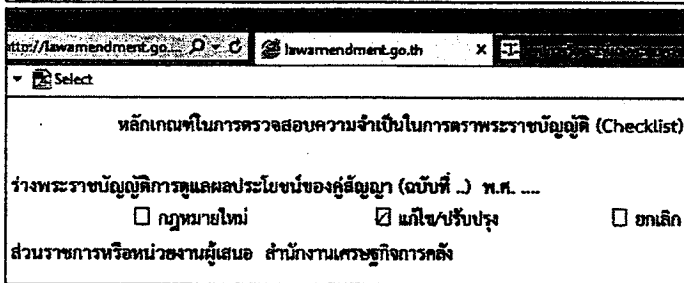 http://lawamendment.go... lawamendment.go.th x
Select
หลักเกณฑ์ในการตรวจสอบความจำเป็นในการตราพระราชบัญญัติ (Checklist)
ร่างพระราชบัญญัติการดูแลผลประโยชน์ของคู่สัญญา (ฉบับที่ ..) พ.ศ. ....
☐ กฎหมายใหม่ ☑ แก้ไข/ปรับปรุง ☐ ยกเลิก
ส่วนราชการหรือหน่วยงานผู้เสนอ สำนักงานเศรษฐกิจการคลัง